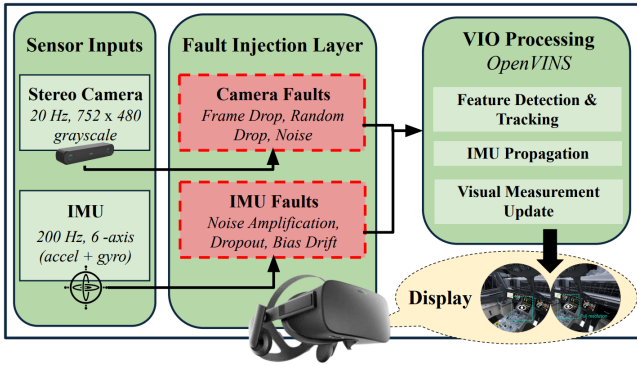 Sensor Inputs
Stereo Camera
20 Hz, 752 x 480
grayscale
IMU
200 Hz, 6 -axis
(accel + gyro)
Fault Injection Layer
Camera Faults
Frame Drop, Random
Drop, Noise
IMU Faults
Noise Amplification,
Dropout, Bias Drift
VIO Processing
OpenVINS
Feature Detection &
Tracking
IMU Propagation
Visual Measurement
Update
Display